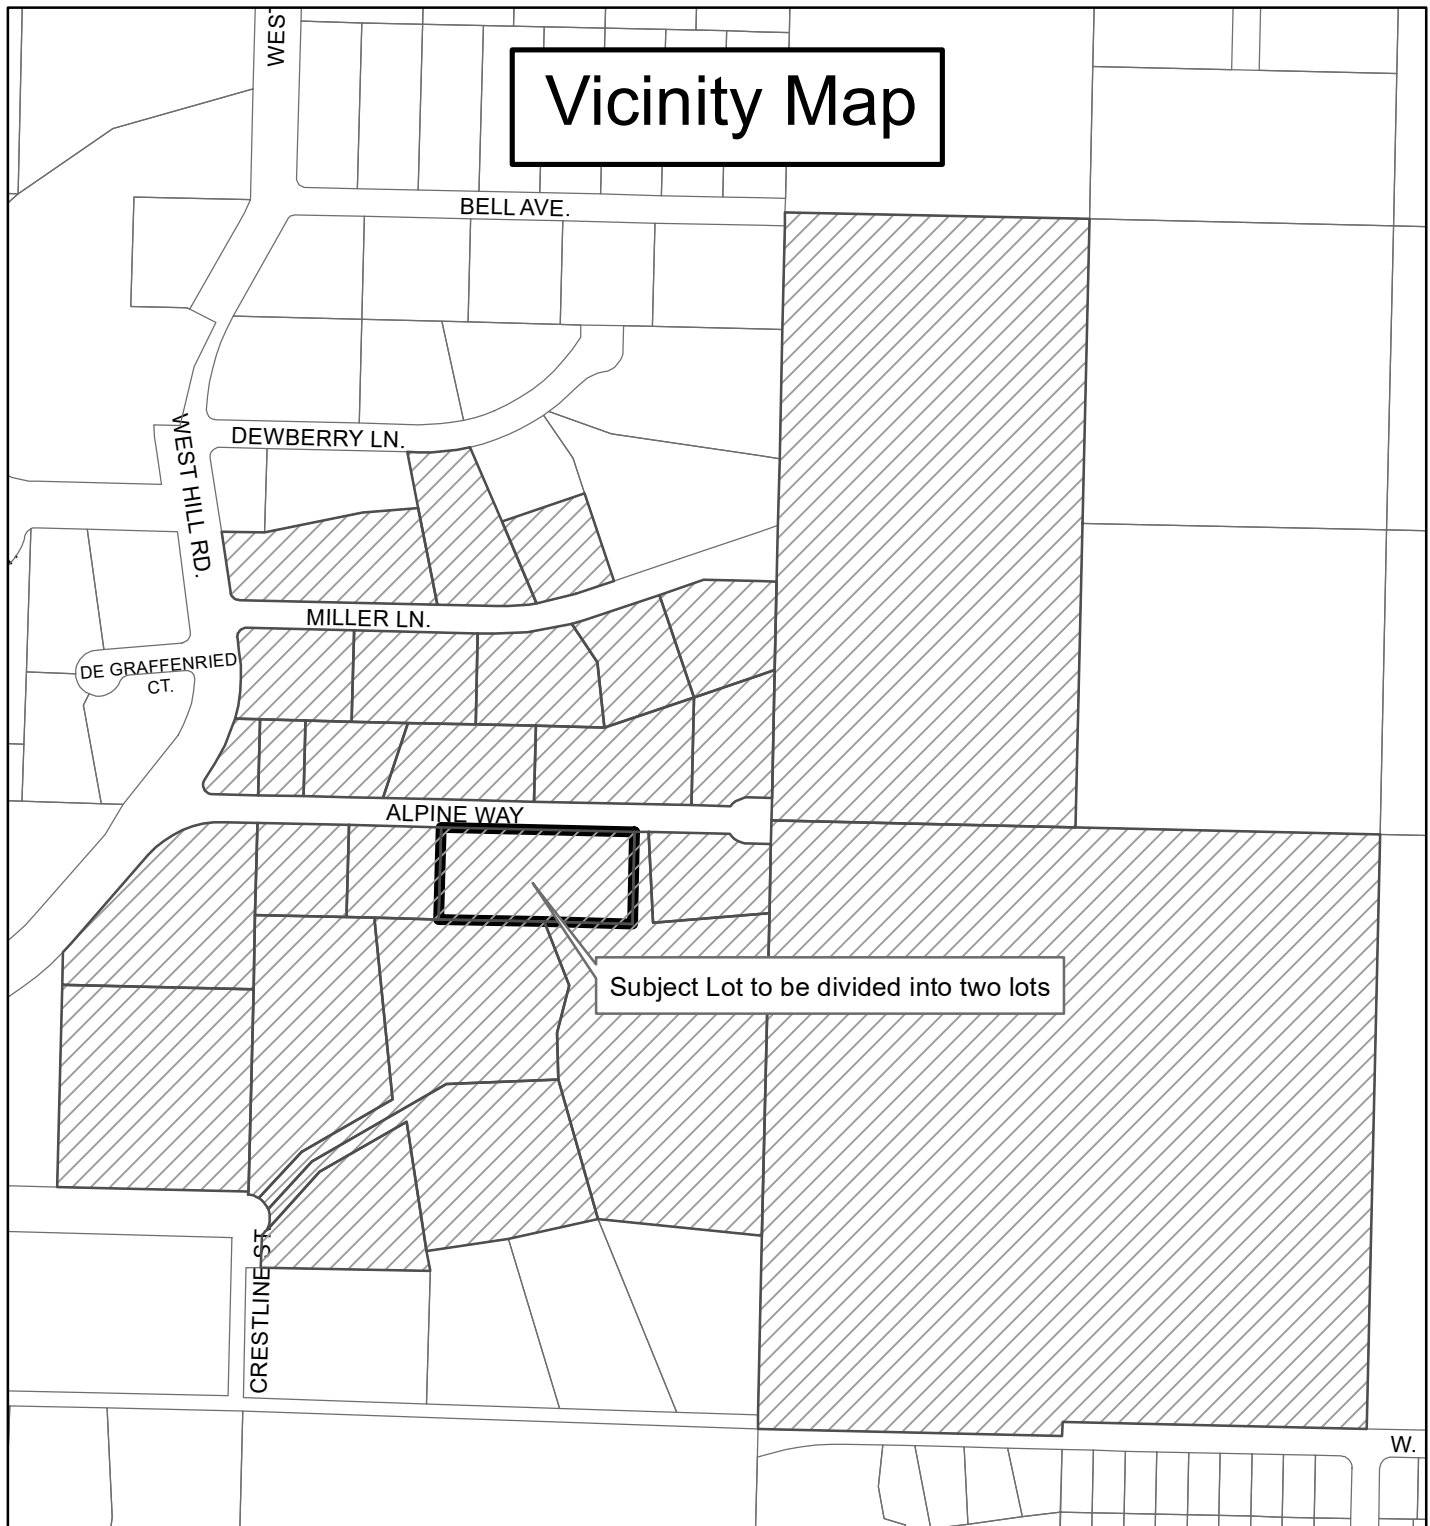 WEST
Vicinity Map
BELL AVE.
DEWBERRY LN.
WEST HILL RD.
MILLER LN.
DE GRAFFENRIED
CT.
ALPINE WAY
Subject Lot to be divided into two lots
CRESTLINE ST.
W.